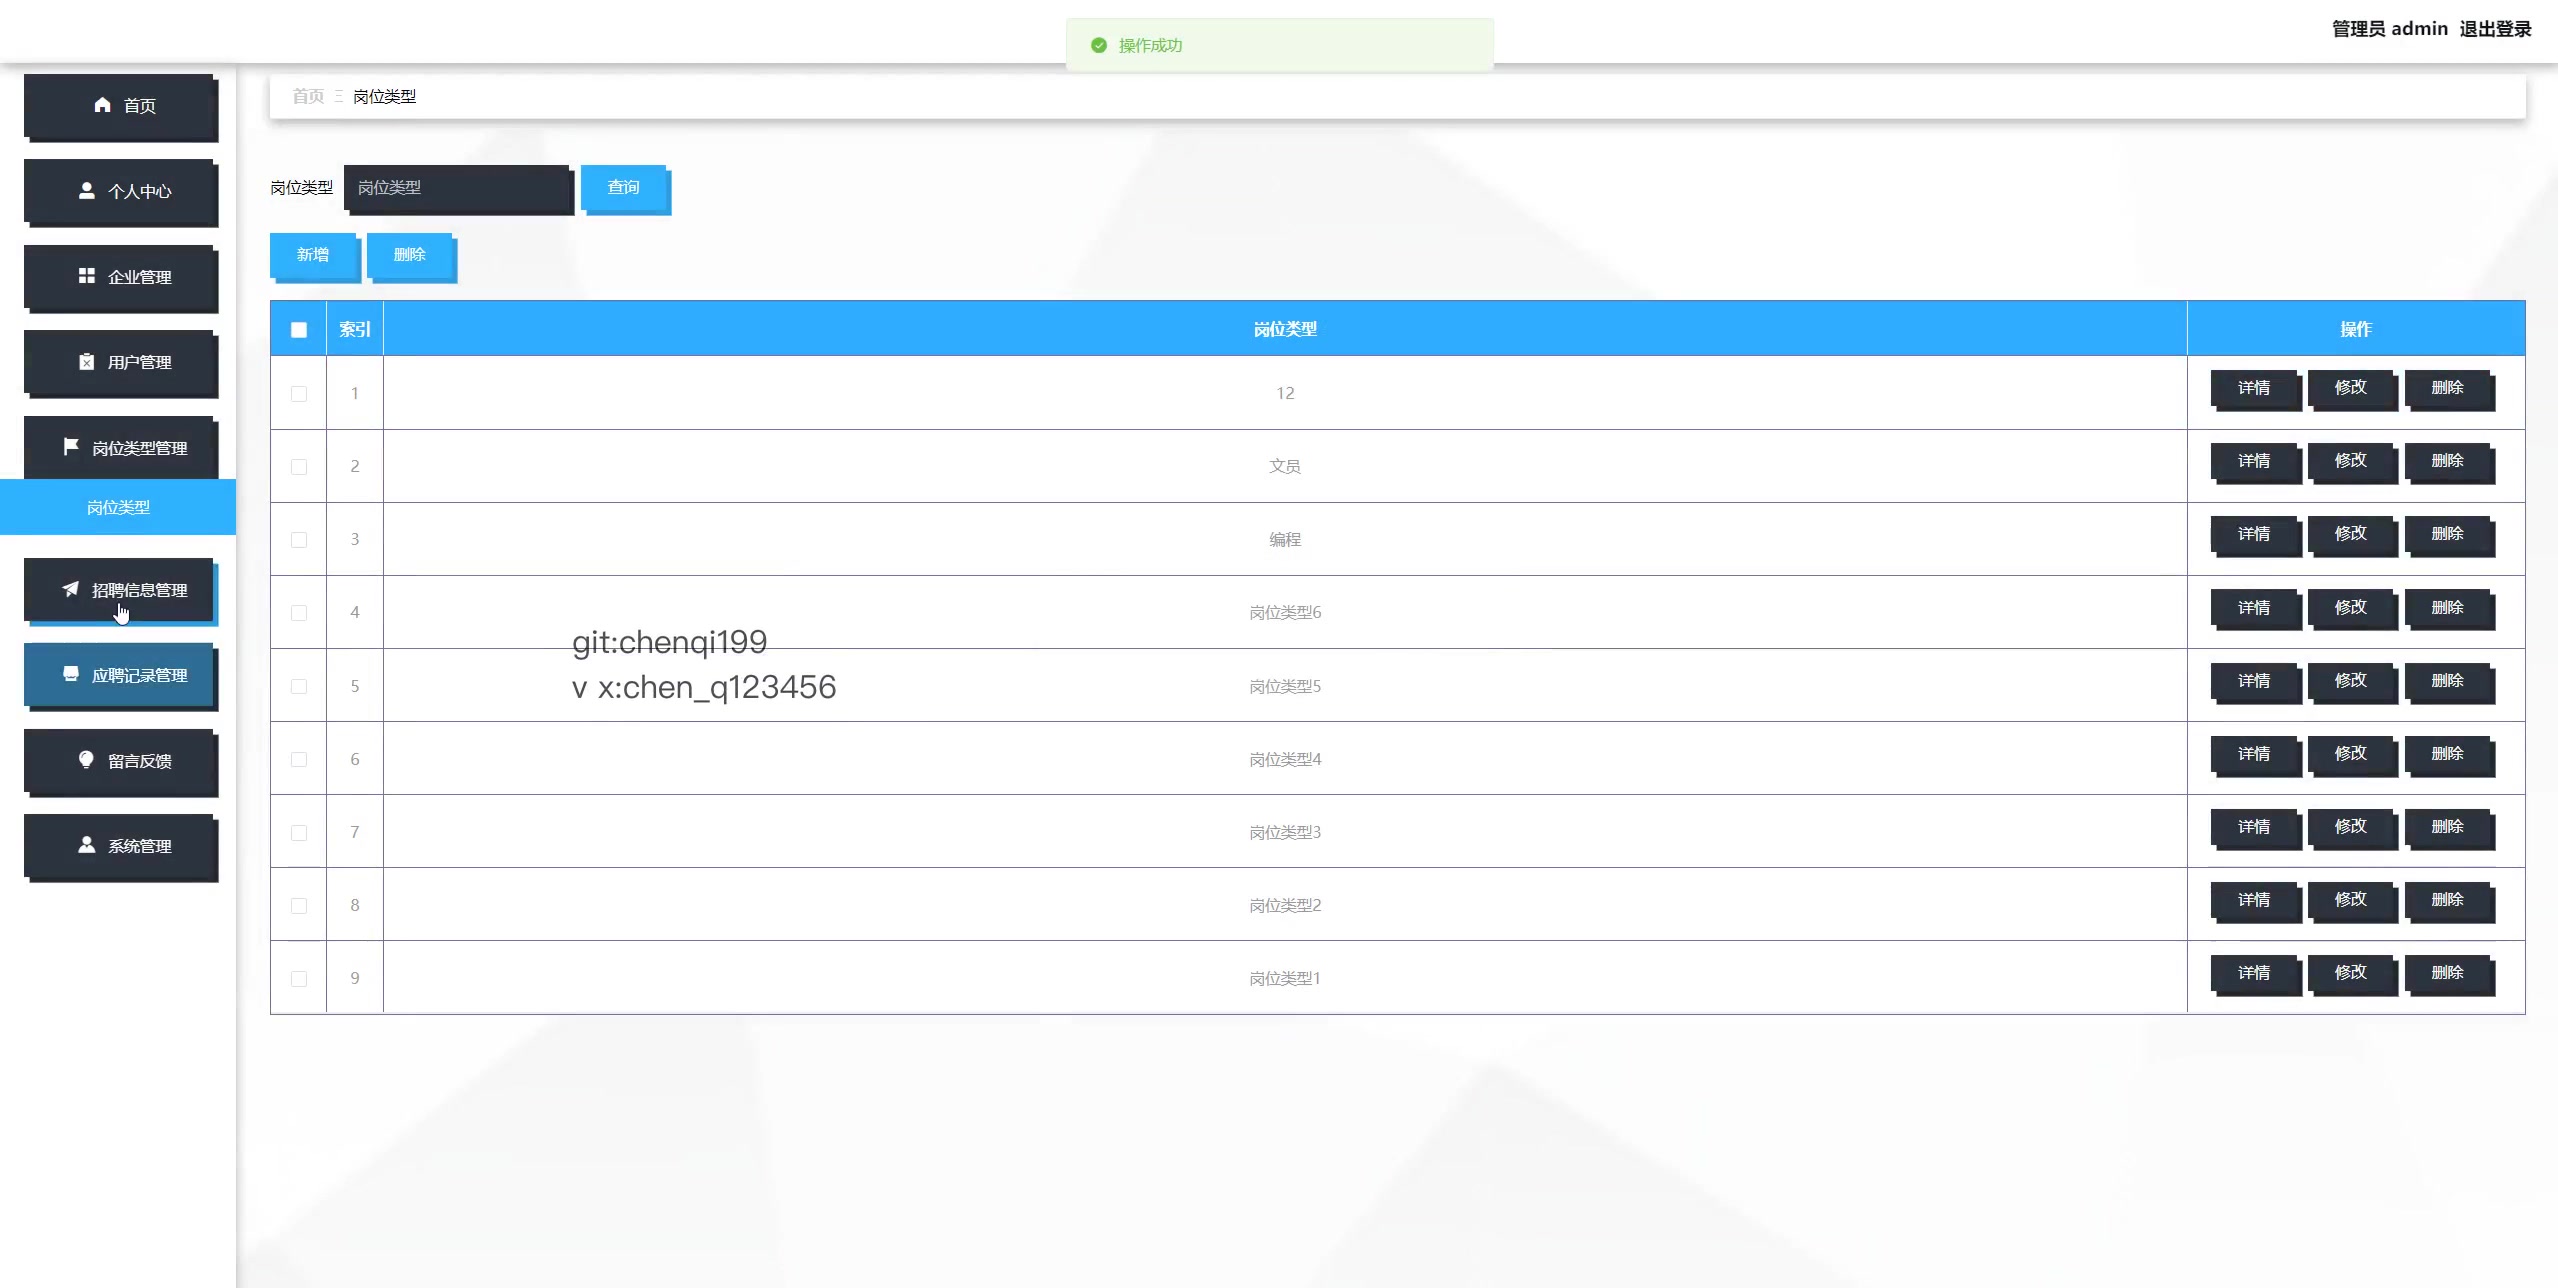 操作成功
管理员 admin 退出登录
首页
个人中心
企业管理
用户管理
岗位类型管理
岗位类型
招聘信息管理
应聘记录管理
留言反馈
系统管理
首页 岗位类型
岗位类型 岗位类型 查询
新增 删除
索引 岗位类型 操作
1 12 详情 修改 删除
2 文员 详情 修改 删除
3 编程 详情 修改 删除
4 岗位类型6 详情 修改 删除
git:chenqi199
5 岗位类型5 详情 修改 删除
v x:chen_q123456
6 岗位类型4 详情 修改 删除
7 岗位类型3 详情 修改 删除
8 岗位类型2 详情 修改 删除
9 岗位类型1 详情 修改 删除